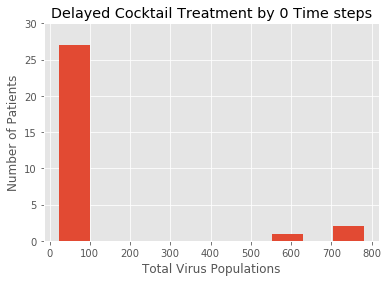 Delayed Cocktail Treatment by 0 Time steps
30
25
20
15
10
5
0
Number of Patients
0 100 200 300 400 500 600 700 800
Total Virus Populations